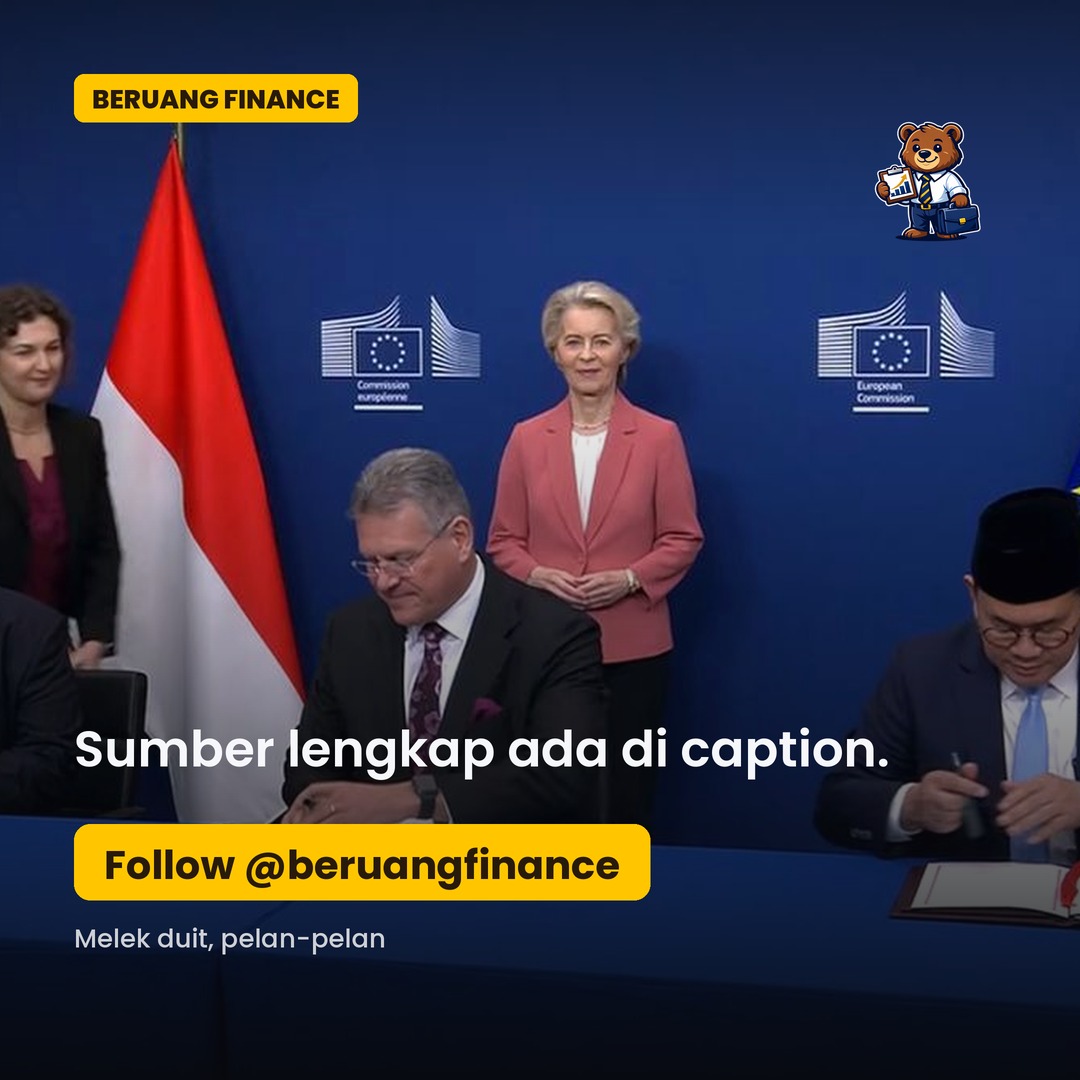 BERUANG FINANCE
Commission
européenne
European
Commission
Sumber lengkap ada di caption.
Follow @beruangfinance
Melek duit, pelan-pelan